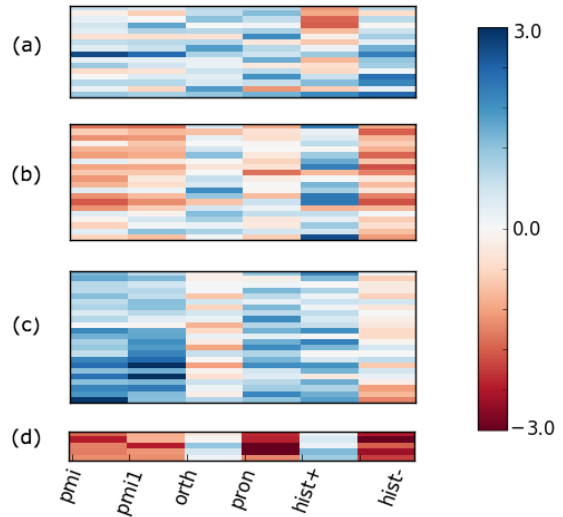 (a)
(b)
(c)
(d)
pmi
pmi1
orth
pron
hist+
hist-
3.0
0.0
−3.0